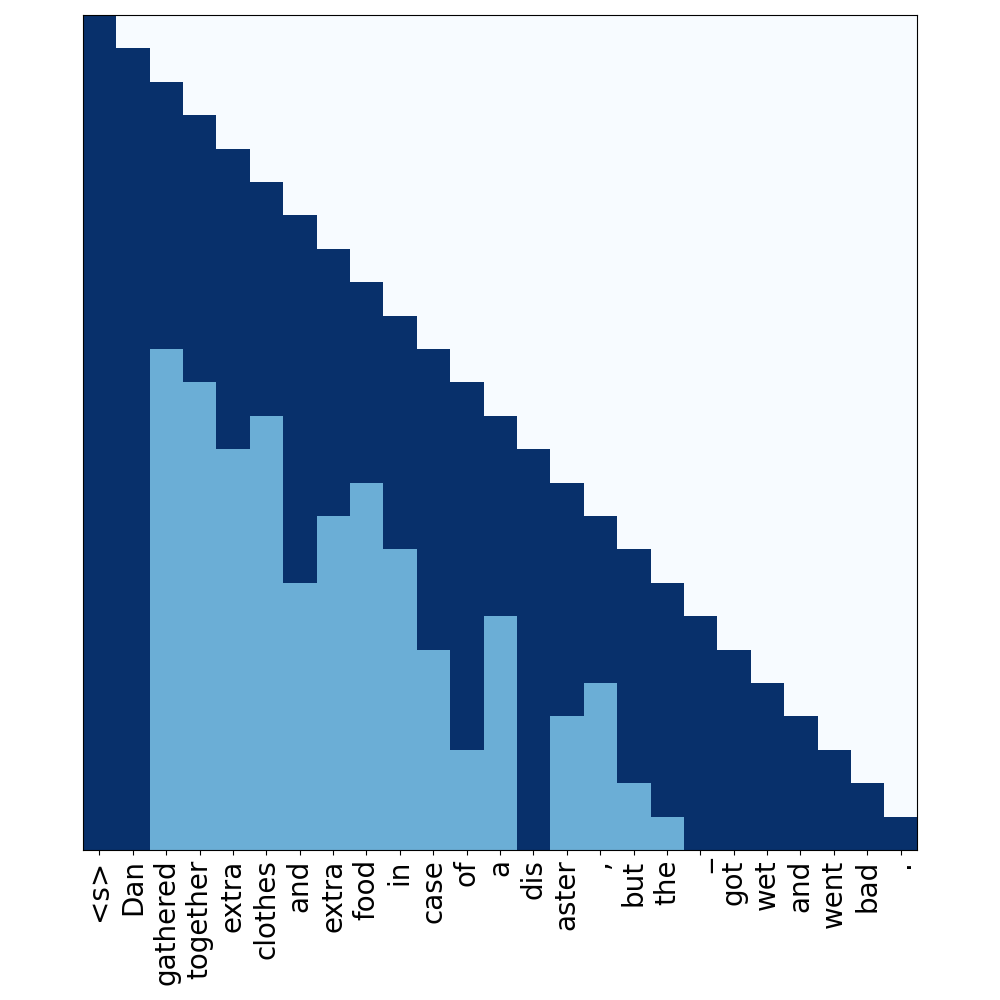 <s> Dan gathered together extra clothes and extra food in case of a dis aster , but the _ got wet and went bad .